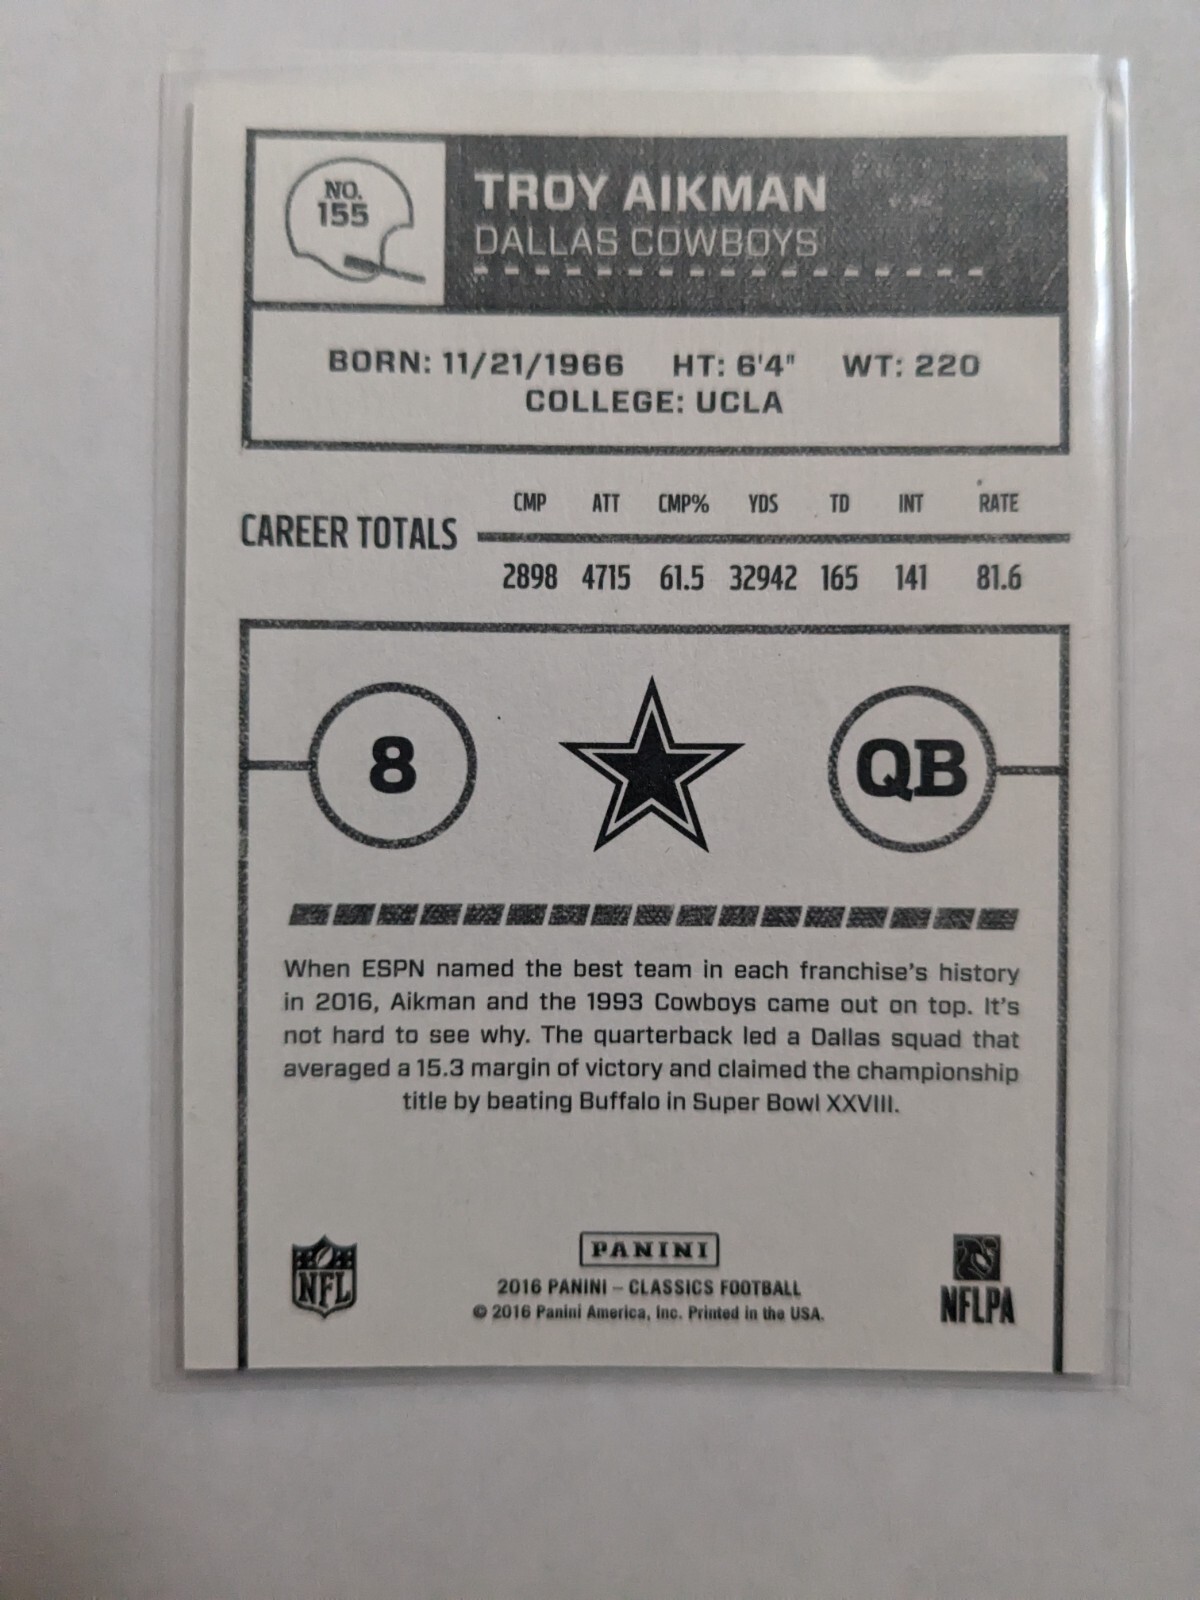 NO.
155
TROY AIKMAN
DALLAS COWBOYS
BORN: 11/21/1966 HT: 6'4" WT: 220
COLLEGE: UCLA
CMP ATT CMP% YDS TD INT RATE
CAREER TOTALS
2898 4715 61.5 32942 165 141 81.6
8 QB
When ESPN named the best team in each franchise's history
in 2016, Aikman and the 1993 Cowboys came out on top. It's
not hard to see why. The quarterback led a Dallas squad that
averaged a 15.3 margin of victory and claimed the championship
title by beating Buffalo in Super Bowl XXVIII.
NFL
PANINI
2016 PANINI – CLASSICS FOOTBALL
© 2016 Panini America, Inc. Printed in the USA.
NFLPA